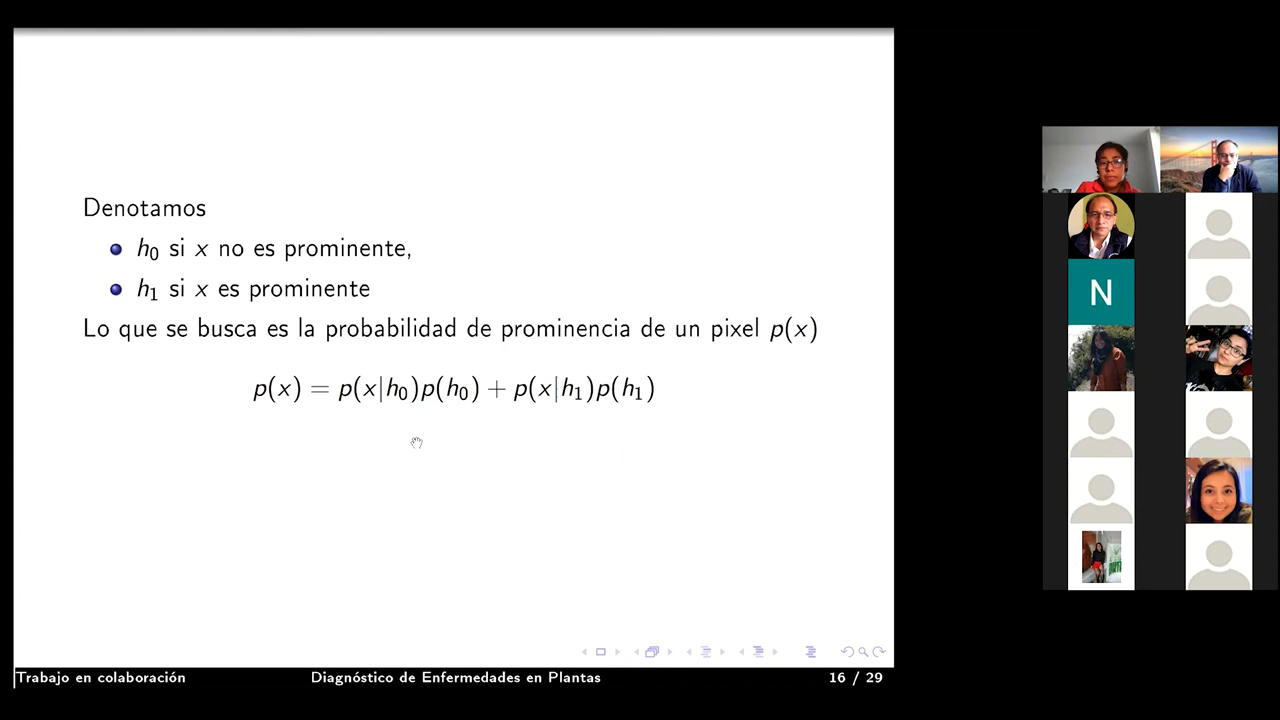 Denotamos
h₀ si x no es prominente,
h₁ si x es prominente
Lo que se busca es la probabilidad de prominencia de un pixel p(x)
p(x) = p(x|h₀)p(h₀) + p(x|h₁)p(h₁)
N
Trabajo en colaboración
Diagnóstico de Enfermedades en Plantas
16 / 29